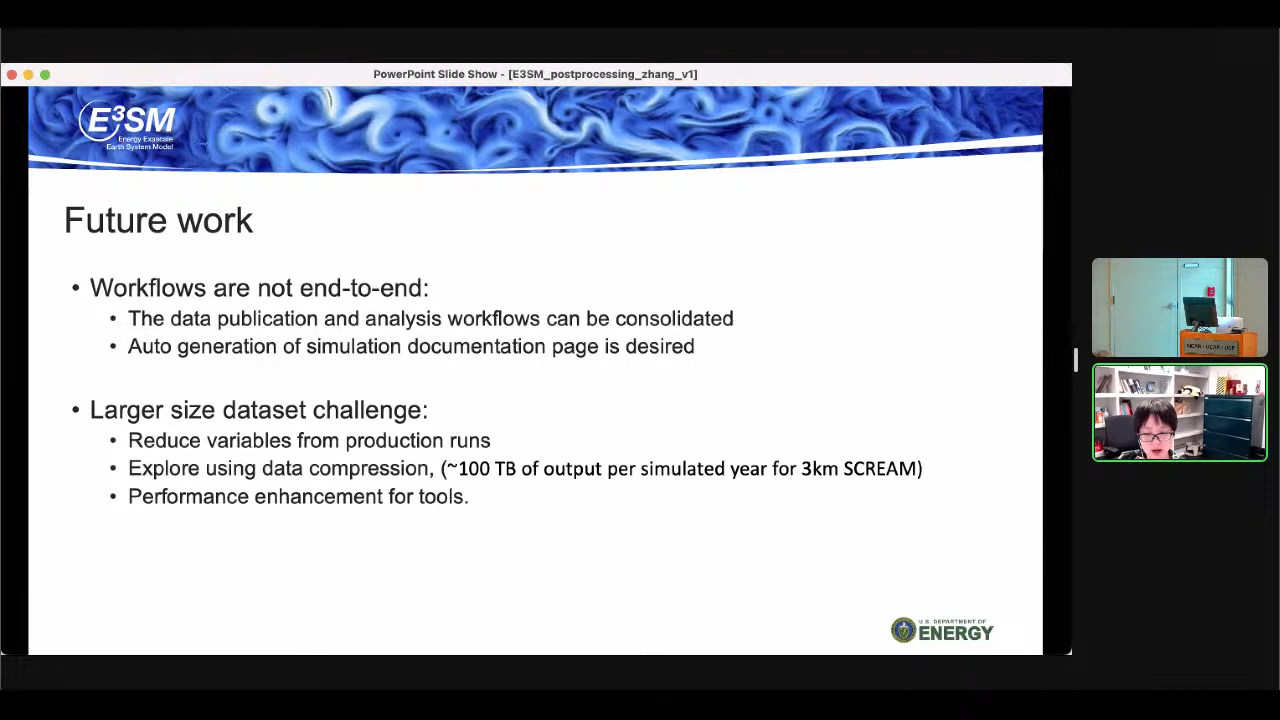 PowerPoint Slide Show - [E3SM_postprocessing_zhang_v1]
E³SM
Energy Exascale
Earth System Model
Future work
• Workflows are not end-to-end:
• The data publication and analysis workflows can be consolidated
• Auto generation of simulation documentation page is desired
• Larger size dataset challenge:
• Reduce variables from production runs
• Explore using data compression, (~100 TB of output per simulated year for 3km SCREAM)
• Performance enhancement for tools.
U.S. DEPARTMENT OF
ENERGY
NCAR - UCAR - UCP